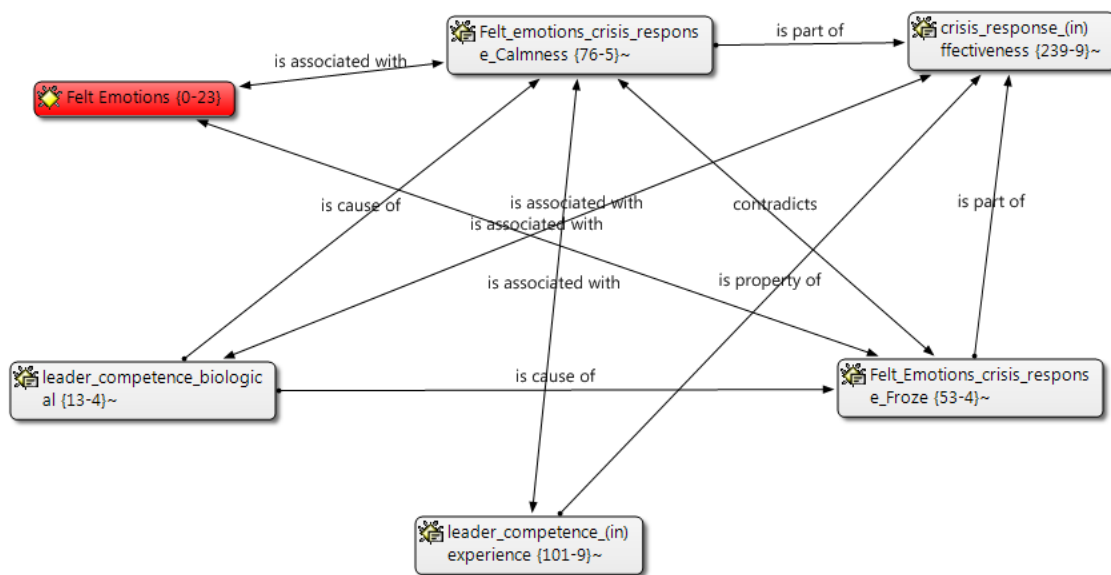 Felt_emotions_crisis_respons
e_Calmness {76-5}~
is part of
crisis_response_(in)
ffectiveness {239-9}~
is associated with
Felt Emotions {0-23}
is cause of
is associated with
contradicts
is part of
is associated with
is associated with
is property of
leader_competence_biologic
al {13-4}~
is cause of
Felt_Emotions_crisis_respons
e_Froze {53-4}~
leader_competence_(in)
experience {101-9}~